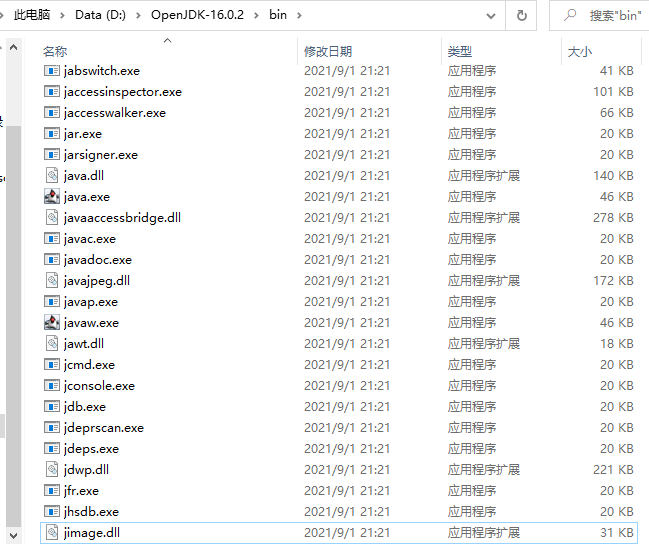 此电脑 > Data (D:) > OpenJDK-16.0.2 > bin > 搜索"bin"
名称 修改日期 类型 大小
jabswitch.exe 2021/9/1 21:21 应用程序 41 KB
jaccessinspector.exe 2021/9/1 21:21 应用程序 101 KB
jaccesswalker.exe 2021/9/1 21:21 应用程序 66 KB
jar.exe 2021/9/1 21:21 应用程序 20 KB
jarsigner.exe 2021/9/1 21:21 应用程序 20 KB
java.dll 2021/9/1 21:21 应用程序扩展 140 KB
java.exe 2021/9/1 21:21 应用程序 46 KB
javaaccessbridge.dll 2021/9/1 21:21 应用程序扩展 278 KB
javac.exe 2021/9/1 21:21 应用程序 20 KB
javadoc.exe 2021/9/1 21:21 应用程序 20 KB
javajpeg.dll 2021/9/1 21:21 应用程序扩展 172 KB
javap.exe 2021/9/1 21:21 应用程序 20 KB
javaw.exe 2021/9/1 21:21 应用程序 46 KB
jawt.dll 2021/9/1 21:21 应用程序扩展 18 KB
jcmd.exe 2021/9/1 21:21 应用程序 20 KB
jconsole.exe 2021/9/1 21:21 应用程序 20 KB
jdb.exe 2021/9/1 21:21 应用程序 20 KB
jdeprscan.exe 2021/9/1 21:21 应用程序 20 KB
jdeps.exe 2021/9/1 21:21 应用程序 20 KB
jdwp.dll 2021/9/1 21:21 应用程序扩展 221 KB
jfr.exe 2021/9/1 21:21 应用程序 20 KB
jhsdb.exe 2021/9/1 21:21 应用程序 20 KB
jimage.dll 2021/9/1 21:21 应用程序扩展 31 KB